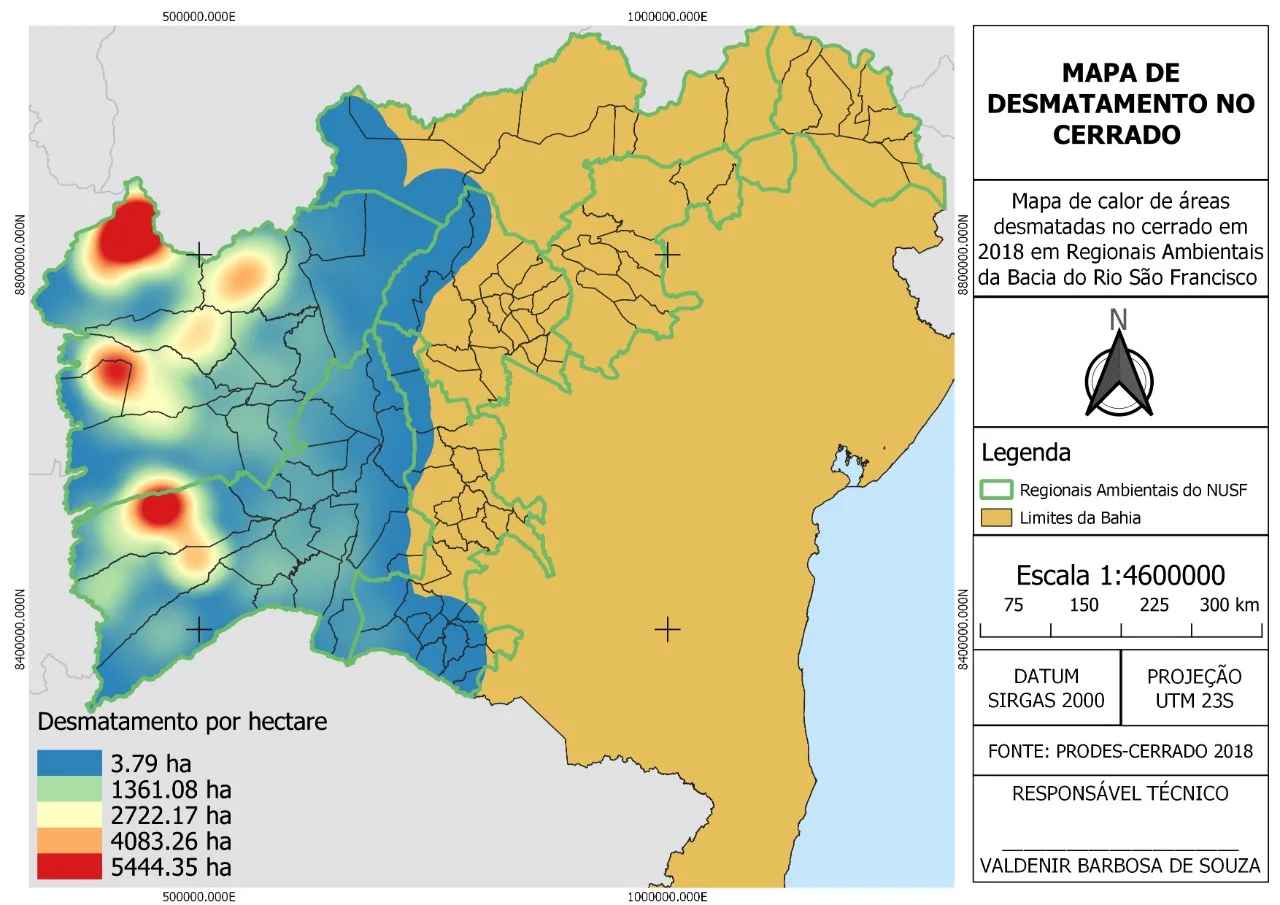 500000.000E
1000000.000E
8800000.000N
8400000.000N
Desmatamento por hectare
3.79 ha
1361.08 ha
2722.17 ha
4083.26 ha
5444.35 ha
500000.000E
1000000.000E
8800000.000N
8400000.000N
MAPA DE
DESMATAMENTO NO
CERRADO
Mapa de calor de áreas
desmatadas no cerrado em
2018 em Regionais Ambientais
da Bacia do Rio São Francisco
N
Legenda
Regionais Ambientais do NUSF
Limites da Bahia
Escala 1:4600000
75 150 225 300 km
DATUM
SIRGAS 2000
PROJEÇÃO
UTM 23S
FONTE: PRODES-CERRADO 2018
RESPONSÁVEL TÉCNICO
VALDENIR BARBOSA DE SOUZA